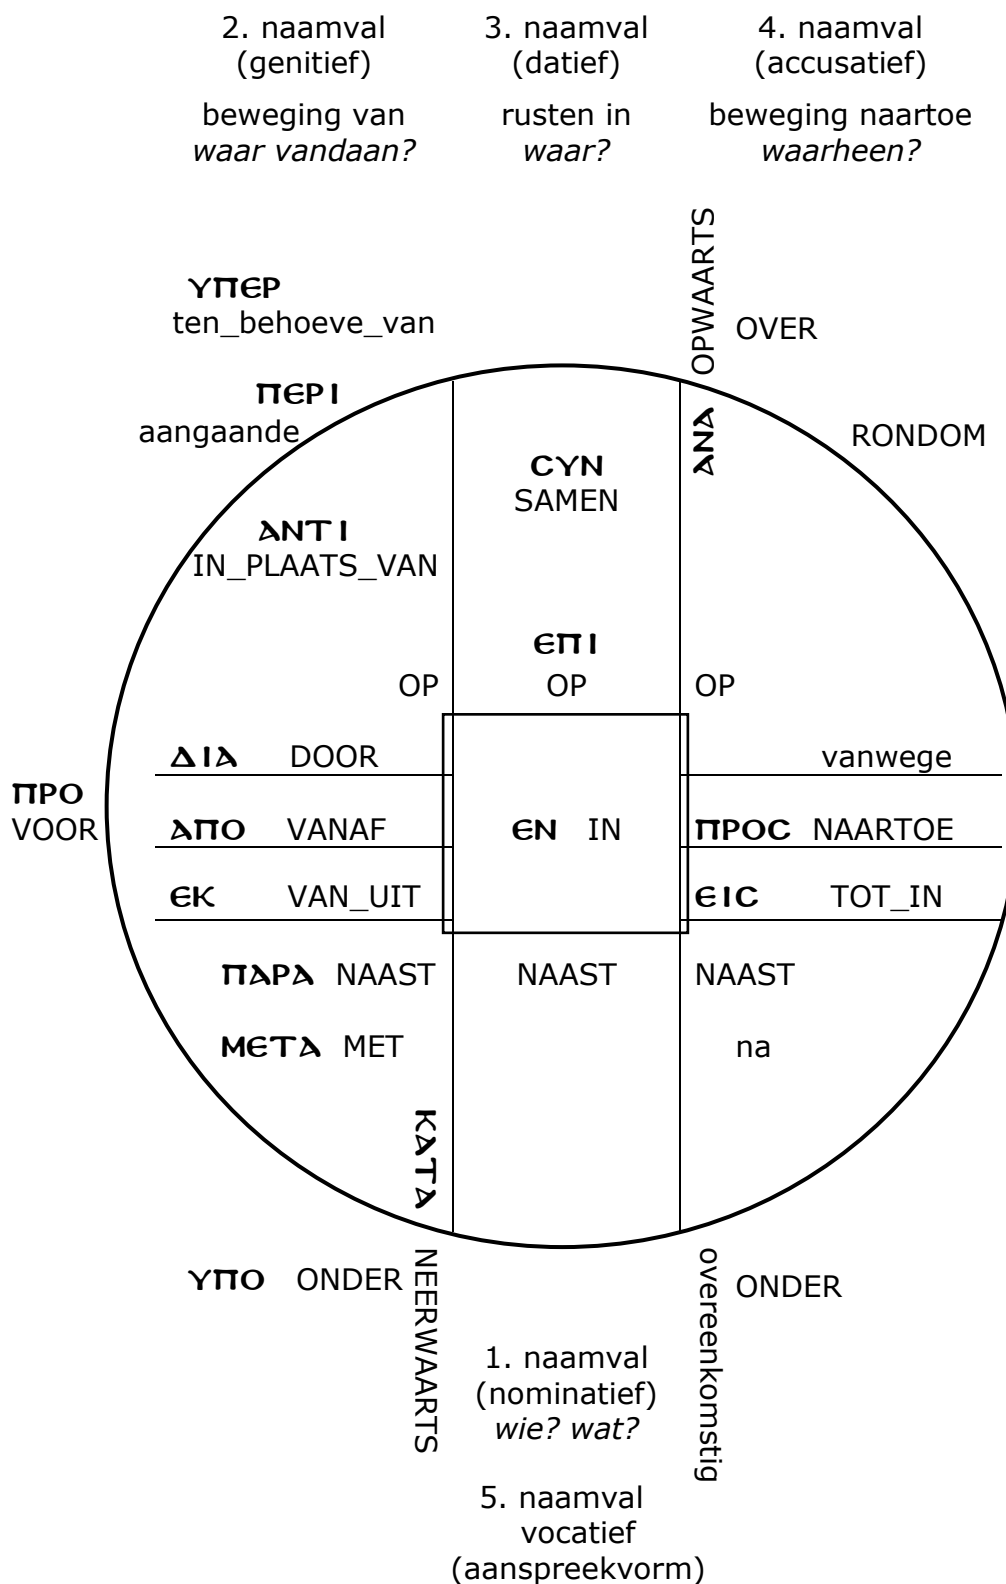 2. naamval 3. naamval 4. naamval
(genitief) (datief) (accusatief)
beweging van rusten in beweging naartoe
waar vandaan? waar? waarheen?
OPWAARTS
ΥΠЄΡ
ten_behoeve_van OVER
ΠЄΡΙ
aangaande ΑΝΑ RONDOM
CΥΝ
SAMEN
ΑΝΤΙ
IN_PLAATS_VAN
ЄΠΙ
OP OP OP
ΔΙΑ DOOR vanwege
ΠΡΟ
VOOR ΑΠΟ VANAF ЄΝ IN ΠΡΟC NAARTOE
ЄΚ VAN_UIT ЄΙC TOT_IN
ΠΑΡΑ NAAST NAAST NAAST
ΜЄΤΑ MET na
ΚΑΤΑ
ΥΠΟ ONDER NEERWAARTS overeenkomstig ONDER
1. naamval
(nominatief)
wie? wat?
5. naamval
vocatief
(aanspreekvorm)